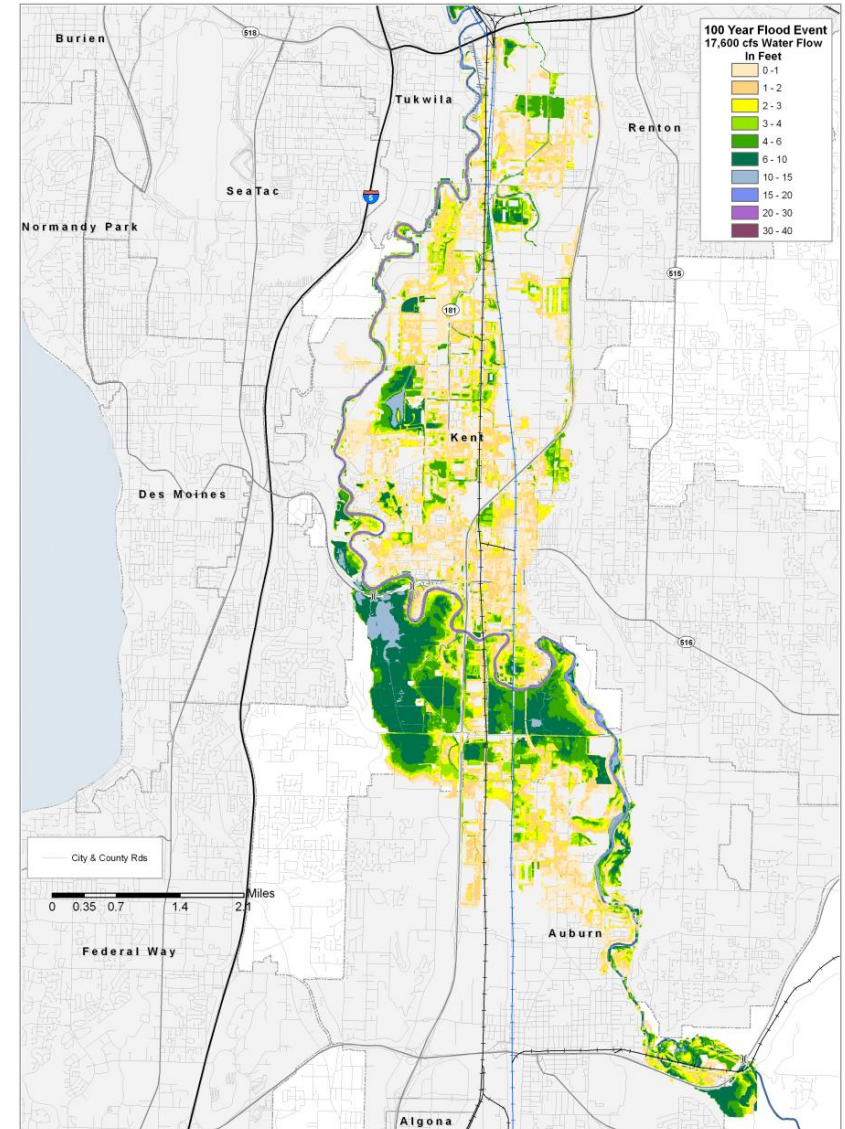 Burien
518
100 Year Flood Event
17,600 cfs Water Flow
In Feet
0 -1
1 - 2
2 - 3
3 - 4
4 - 6
6 - 10
10 - 15
15 - 20
20 - 30
30 - 40
Tukwila
Renton
SeaTac
5
Normandy Park
515
181
Kent
Des Moines
516
City & County Rds
Miles
0 0.35 0.7 1.4 2.1
Auburn
Federal Way
Algona